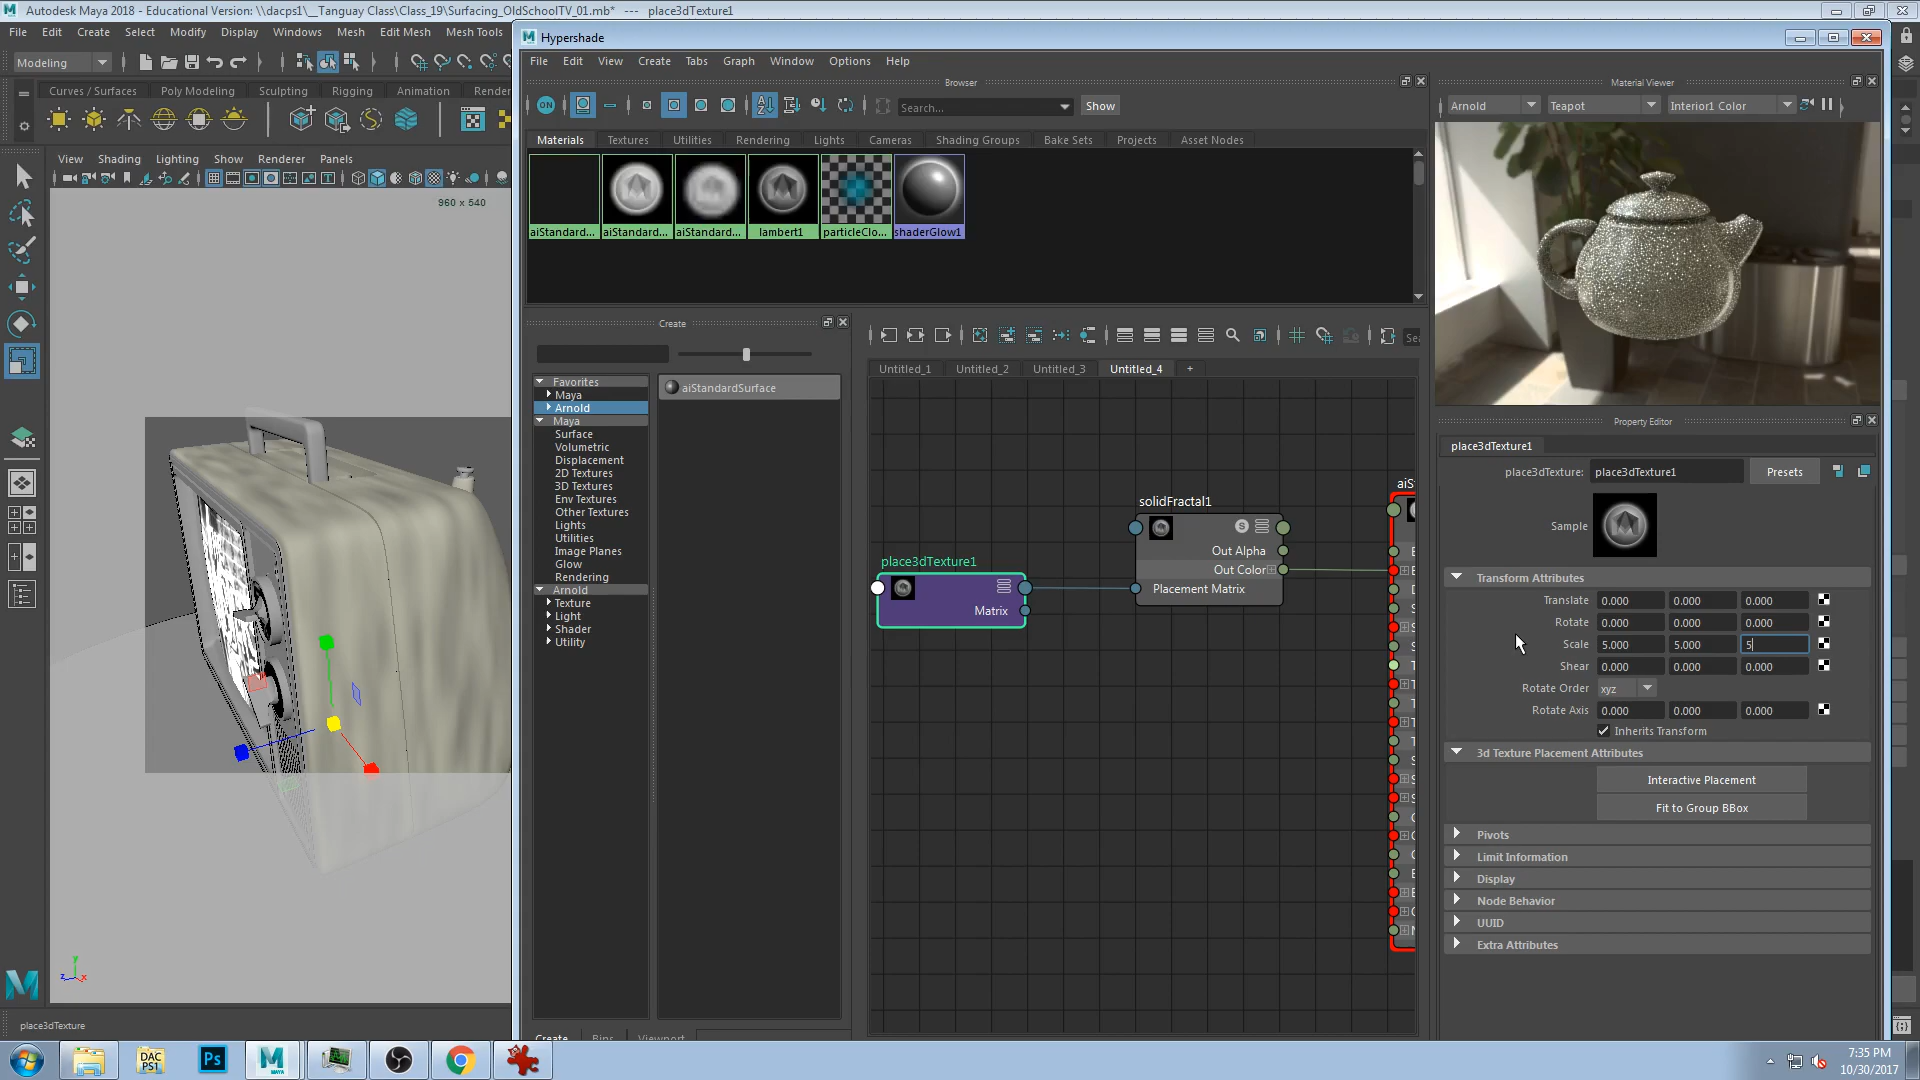 Autodesk Maya 2018 - Educational Version: \\dacps1\__Tanguay Class\Class_19\Surfacing_OldSchoolTV_01.mb* --- place3dTexture1
File Edit Create Select Modify Display Windows Mesh Edit Mesh Mesh Tools
Hypershade
File Edit View Create Tabs Graph Window Options Help
Modeling
Curves / Surfaces Poly Modeling Sculpting Rigging Animation
View Shading Lighting Show Renderer Panels
960 x 540
Browser
ON
Search...
Show
Materials Textures Utilities Rendering Lights Cameras Shading Groups Bake Sets Projects Asset Nodes
aiStandard... aiStandard... aiStandard... lambert1 particleClo... shaderGlow1
Material Viewer
Arnold Teapot Interior1 Color
Create
Favorites
Maya
Arnold
Maya
Surface
Volumetric
Displacement
2D Textures
3D Textures
Env Textures
Other Textures
Lights
Utilities
Image Planes
Glow
Rendering
Arnold
Texture
Light
Shader
Utility
aiStandardSurface
Untitled_1 Untitled_2 Untitled_3 Untitled_4 +
place3dTexture1
Matrix
solidFractal1
S
Out Alpha
Out Color
Placement Matrix
Property Editor
place3dTexture1
place3dTexture: place3dTexture1 Presets
Sample
Transform Attributes
Translate 0.000 0.000 0.000
Rotate 0.000 0.000 0.000
Scale 5.000 5.000 5
Shear 0.000 0.000 0.000
Rotate Order xyz
Rotate Axis 0.000 0.000 0.000
Inherits Transform
3d Texture Placement Attributes
Interactive Placement
Fit to Group BBox
Pivots
Limit Information
Display
Node Behavior
UUID
Extra Attributes
y
z x
place3dTexture
Create Bins Viewport
DAC PS1
Ps
MAYA
7:35 PM
10/30/2017